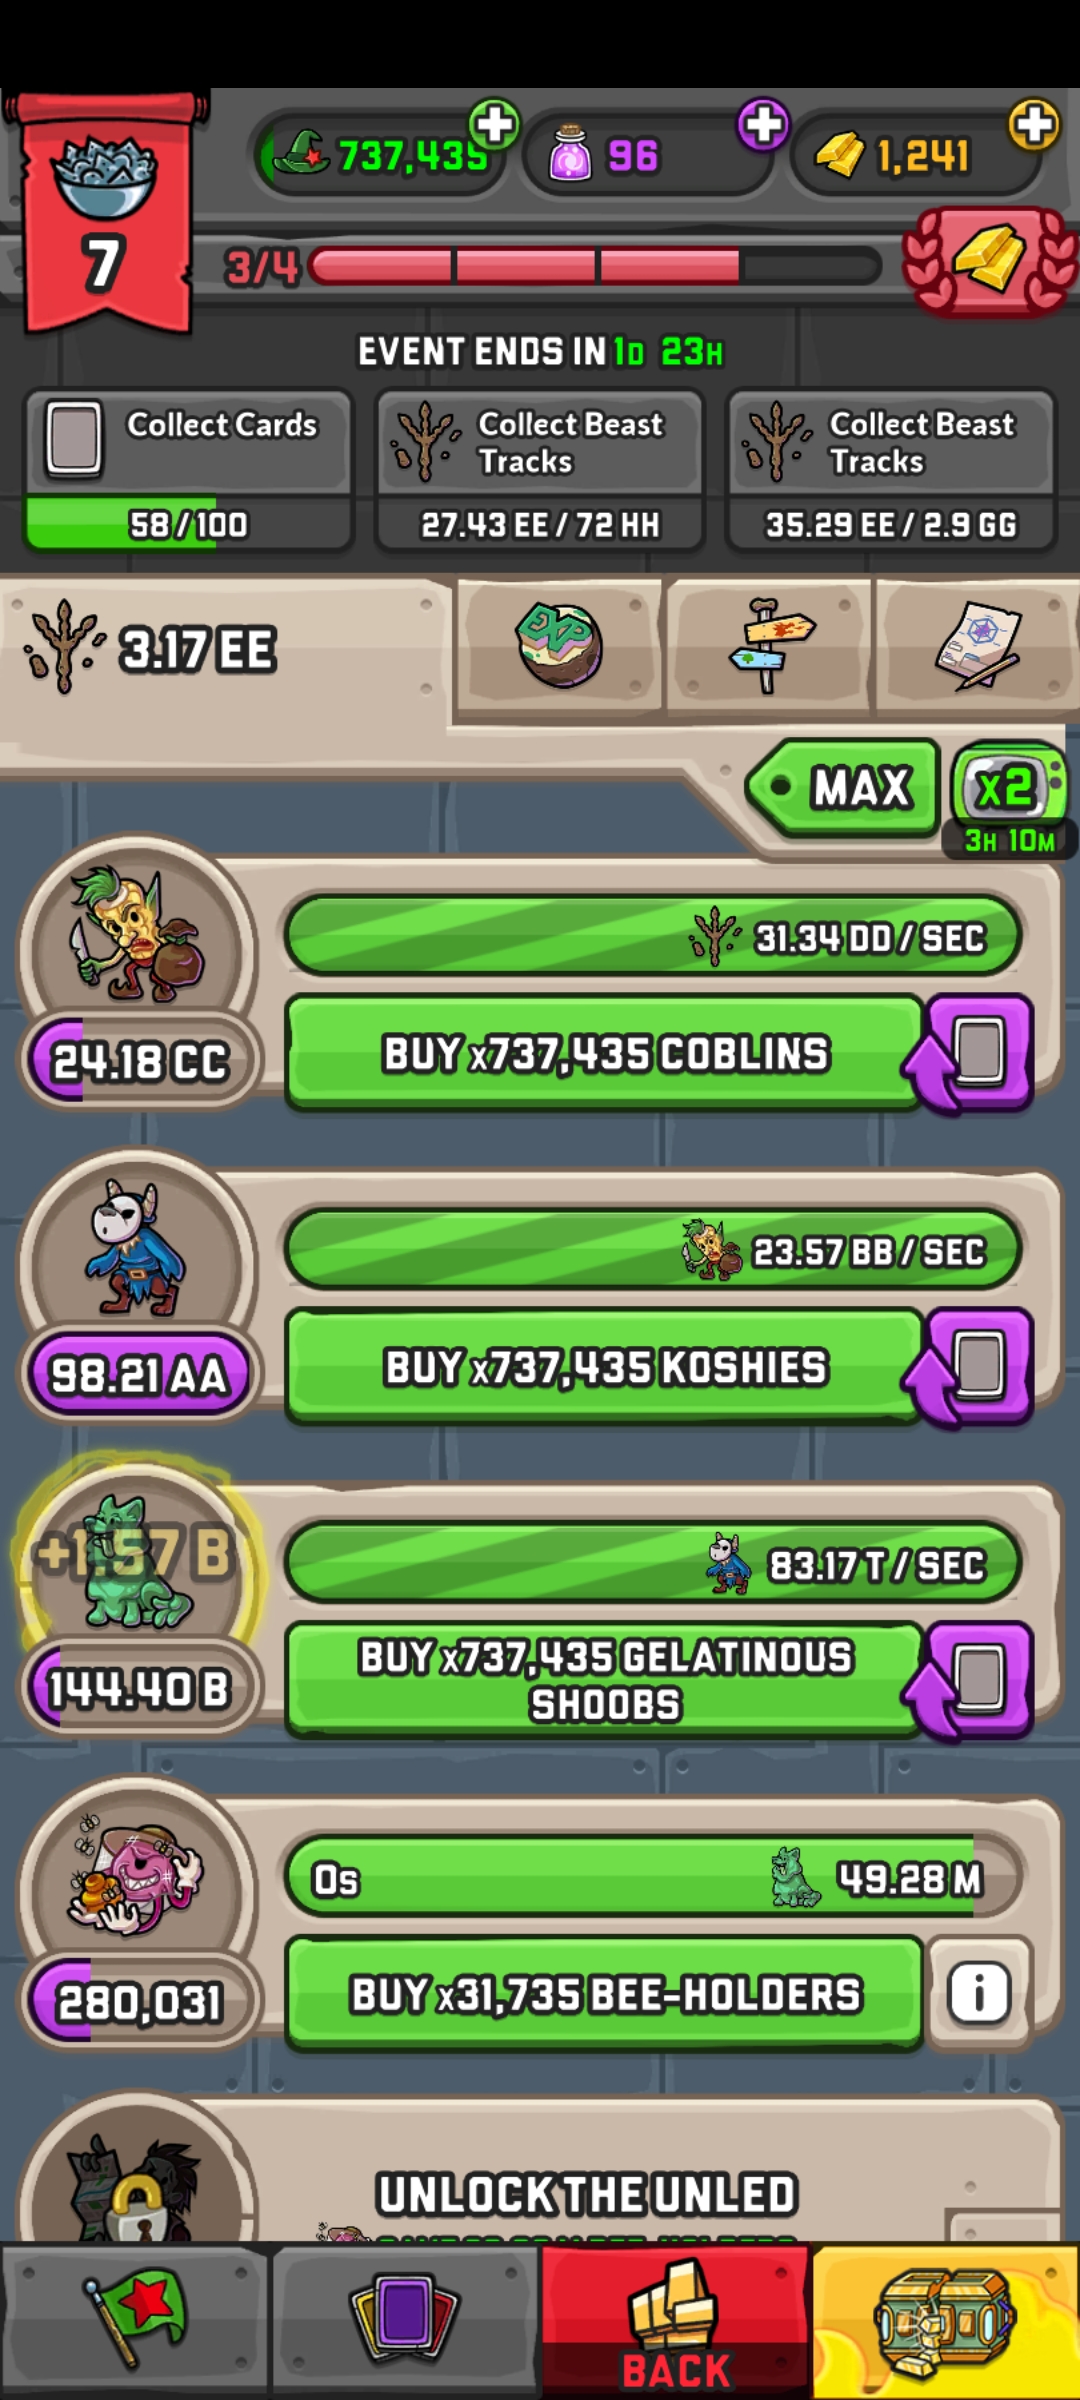 737,435
96
1,241
7
3/4
EVENT ENDS IN 1D 23H
Collect Cards
58/100
Collect Beast
Tracks
27.43 EE / 72 HH
Collect Beast
Tracks
35.29 EE / 2.9 GG
3.17 EE
EXP
MAX
x2
3H 10M
31.34 DD / SEC
24.18 CC
BUY x737,435 COBLINS
23.57 BB / SEC
98.21 AA
BUY x737,435 KOSHIES
+1.57 B
83.17 T / SEC
144.40 B
BUY x737,435 GELATINOUS
SHOOBS
0s
49.28 M
280,031
BUY x31,735 BEE-HOLDERS
i
UNLOCK THE UNLED
BACK